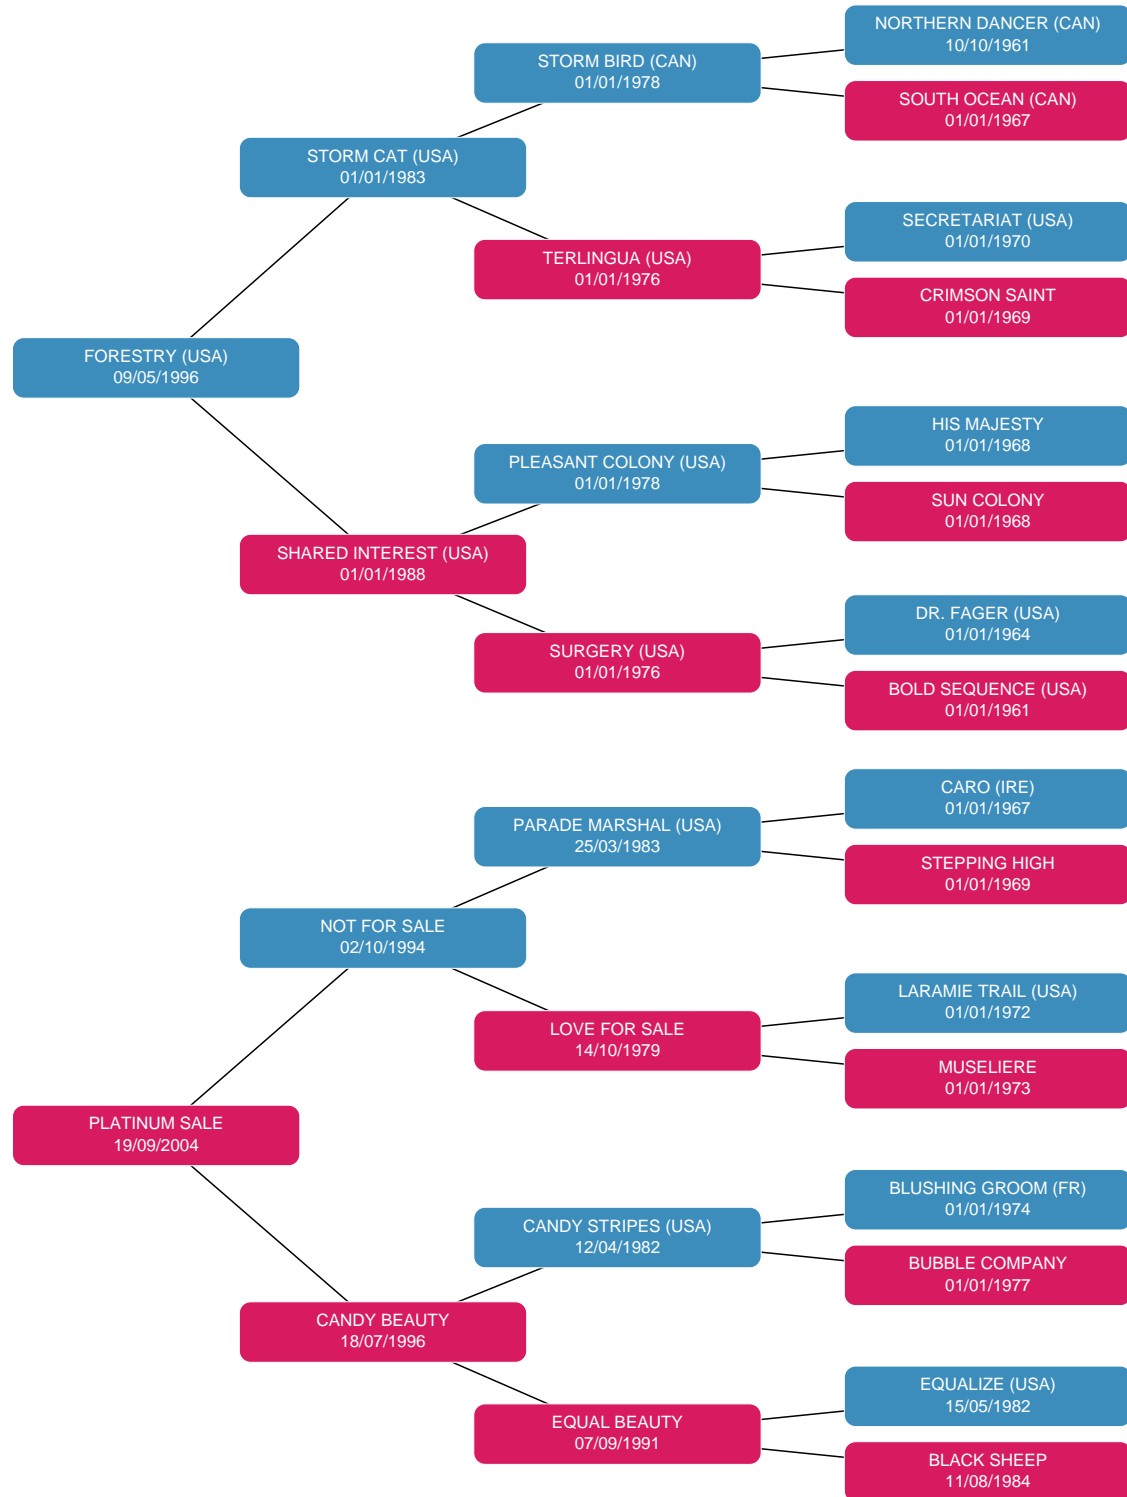 NORTHERN DANCER (CAN)
10/10/1961
STORM BIRD (CAN)
01/01/1978
SOUTH OCEAN (CAN)
01/01/1967
STORM CAT (USA)
01/01/1983
SECRETARIAT (USA)
01/01/1970
TERLINGUA (USA)
01/01/1976
CRIMSON SAINT
01/01/1969
FORESTRY (USA)
09/05/1996
HIS MAJESTY
01/01/1968
PLEASANT COLONY (USA)
01/01/1978
SUN COLONY
01/01/1968
SHARED INTEREST (USA)
01/01/1988
DR. FAGER (USA)
01/01/1964
SURGERY (USA)
01/01/1976
BOLD SEQUENCE (USA)
01/01/1961
CARO (IRE)
01/01/1967
PARADE MARSHAL (USA)
25/03/1983
STEPPING HIGH
01/01/1969
NOT FOR SALE
02/10/1994
LARAMIE TRAIL (USA)
01/01/1972
LOVE FOR SALE
14/10/1979
MUSELIERE
01/01/1973
PLATINUM SALE
19/09/2004
BLUSHING GROOM (FR)
01/01/1974
CANDY STRIPES (USA)
12/04/1982
BUBBLE COMPANY
01/01/1977
CANDY BEAUTY
18/07/1996
EQUALIZE (USA)
15/05/1982
EQUAL BEAUTY
07/09/1991
BLACK SHEEP
11/08/1984